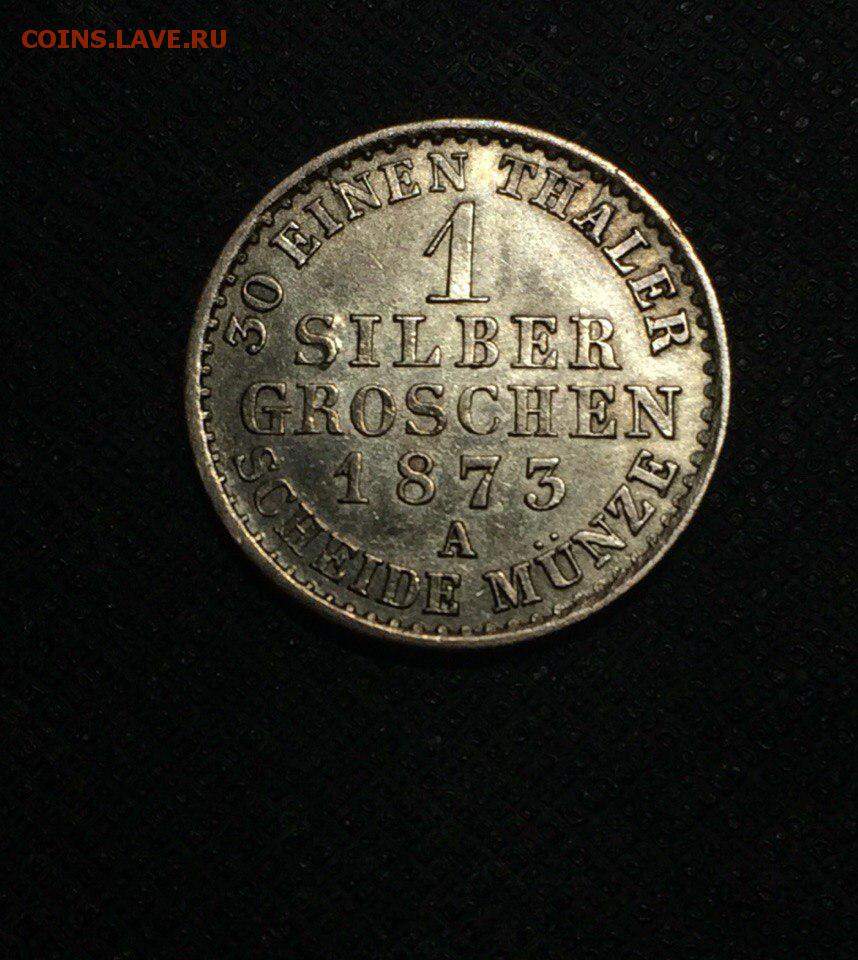 COINS.LAVE.RU
30 EINEN THALER
1
SILBER
GROSCHEN
1873
A
SCHEIDE MÜNZE